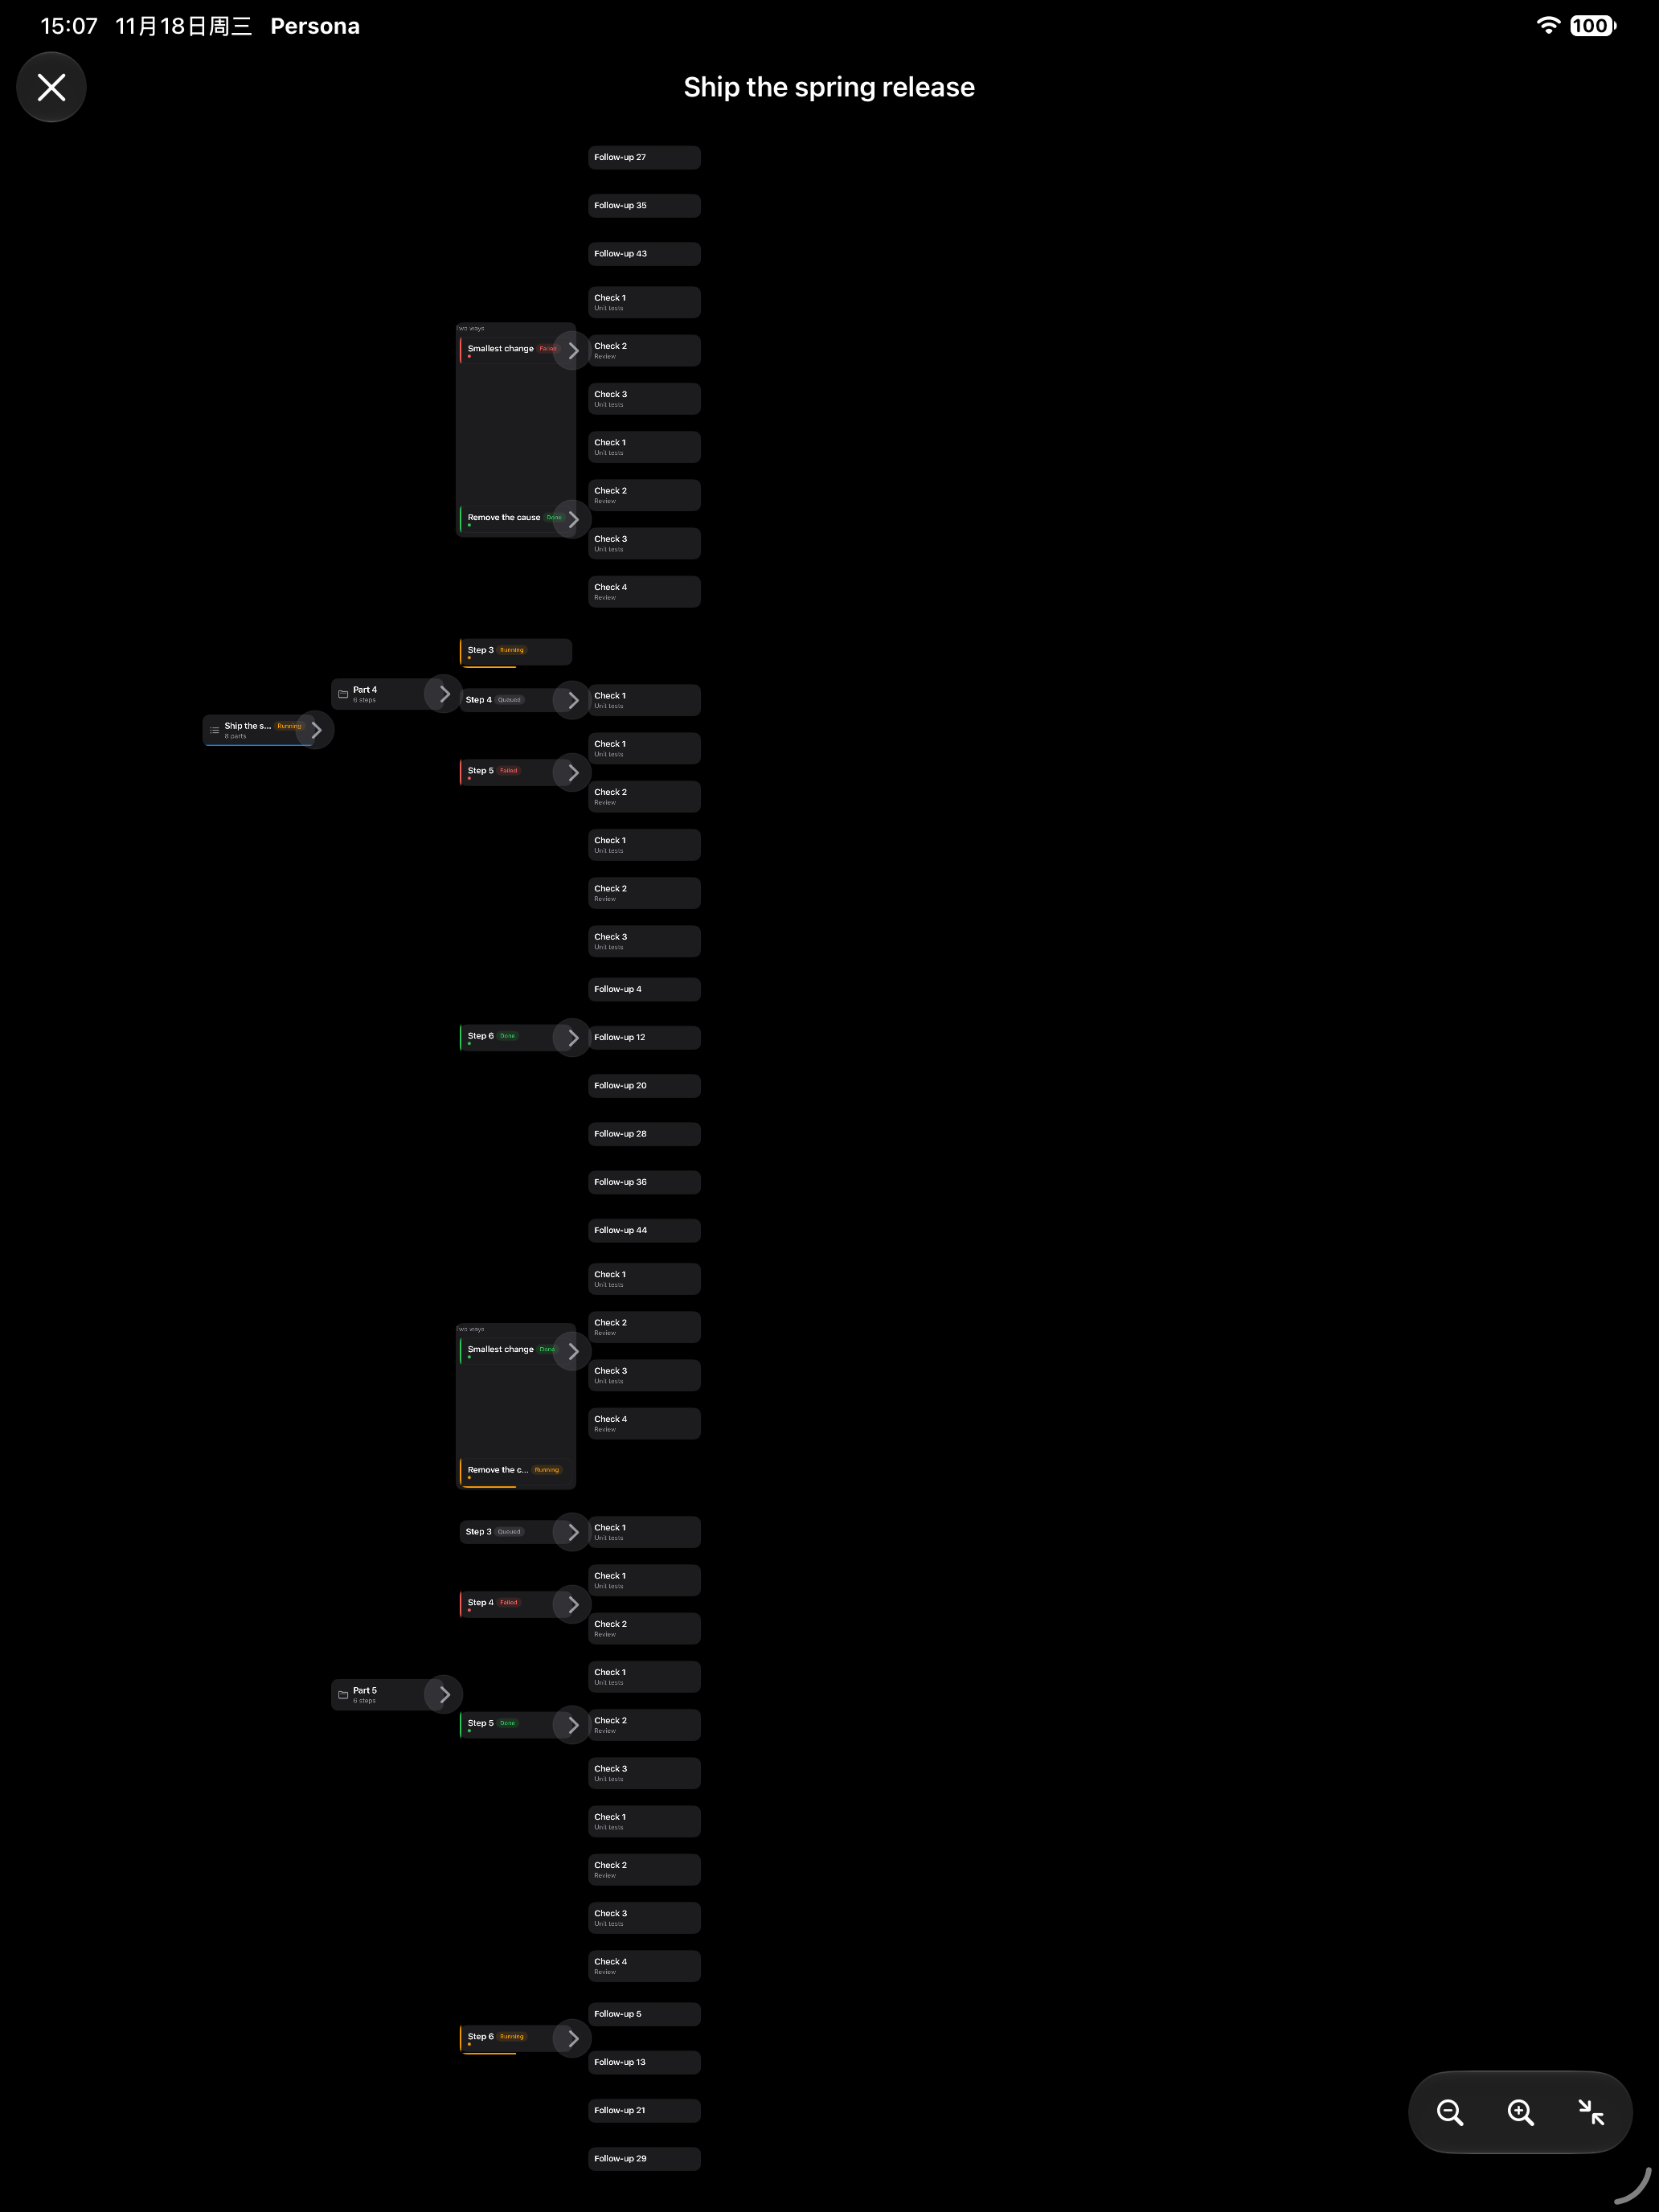 15:07 11月18日周三 Persona
100
Ship the spring release
Follow-up 27
Follow-up 35
Follow-up 43
Check 1
Unit tests
Two ways
Smallest change Failed
Check 2
Review
Check 3
Unit tests
Check 1
Unit tests
Check 2
Review
Remove the cause Done
Check 3
Unit tests
Check 4
Review
Step 3 Running
Part 4
6 steps
Step 4 Queued
Check 1
Unit tests
Ship the s... Running
8 parts
Check 1
Unit tests
Step 5 Failed
Check 2
Review
Check 1
Unit tests
Check 2
Review
Check 3
Unit tests
Follow-up 4
Step 6 Done
Follow-up 12
Follow-up 20
Follow-up 28
Follow-up 36
Follow-up 44
Check 1
Unit tests
Check 2
Review
Two ways
Smallest change Done
Check 3
Unit tests
Check 4
Review
Remove the c... Running
Step 3 Queued
Check 1
Unit tests
Check 1
Unit tests
Step 4 Failed
Check 2
Review
Check 1
Unit tests
Part 5
6 steps
Step 5 Done
Check 2
Review
Check 3
Unit tests
Check 1
Unit tests
Check 2
Review
Check 3
Unit tests
Check 4
Review
Follow-up 5
Step 6 Running
Follow-up 13
Follow-up 21
Follow-up 29